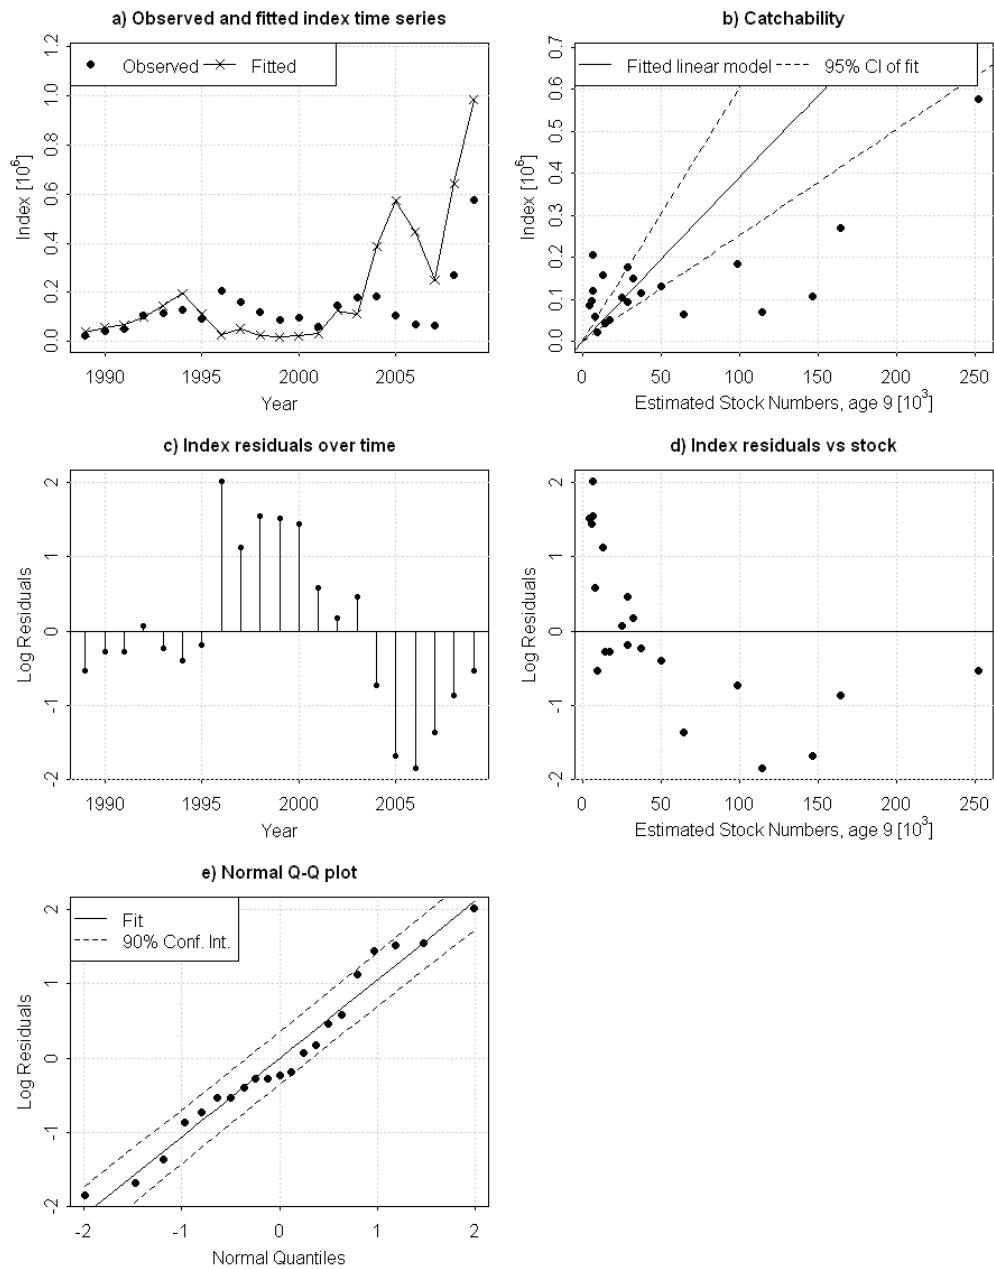 a) Observed and fitted index time series
Observed Fitted
Index [10^6]
0.0 0.2 0.4 0.6 0.8 1.0 1.2
1990 1995 2000 2005
Year
b) Catchability
Fitted linear model 95% CI of fit
Index [10^6]
0.0 0.1 0.2 0.3 0.4 0.5 0.6 0.7
0 50 100 150 200 250
Estimated Stock Numbers, age 9 [10^3]
c) Index residuals over time
Log Residuals
-2 -1 0 1 2
1990 1995 2000 2005
Year
d) Index residuals vs stock
Log Residuals
-2 -1 0 1 2
0 50 100 150 200 250
Estimated Stock Numbers, age 9 [10^3]
e) Normal Q-Q plot
Fit
90% Conf. Int.
Log Residuals
-2 -1 0 1 2
-2 -1 0 1 2
Normal Quantiles